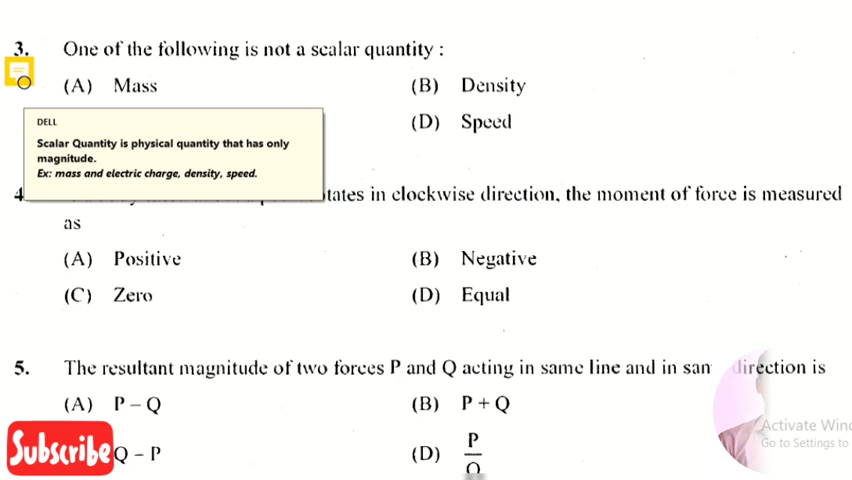 3. One of the following is not a scalar quantity :
(A) Mass (B) Density
DELL
Scalar Quantity is physical quantity that has only
magnitude.
Ex: mass and electric charge, density, speed.
(D) Speed
4 tates in clockwise direction, the moment of force is measured
as
(A) Positive (B) Negative
(C) Zero (D) Equal
5. The resultant magnitude of two forces P and Q acting in same line and in sam direction is
(A) P – Q (B) P + Q
Subscribe Q – P (D) P
Q
Activate Wind
Go to Settings to